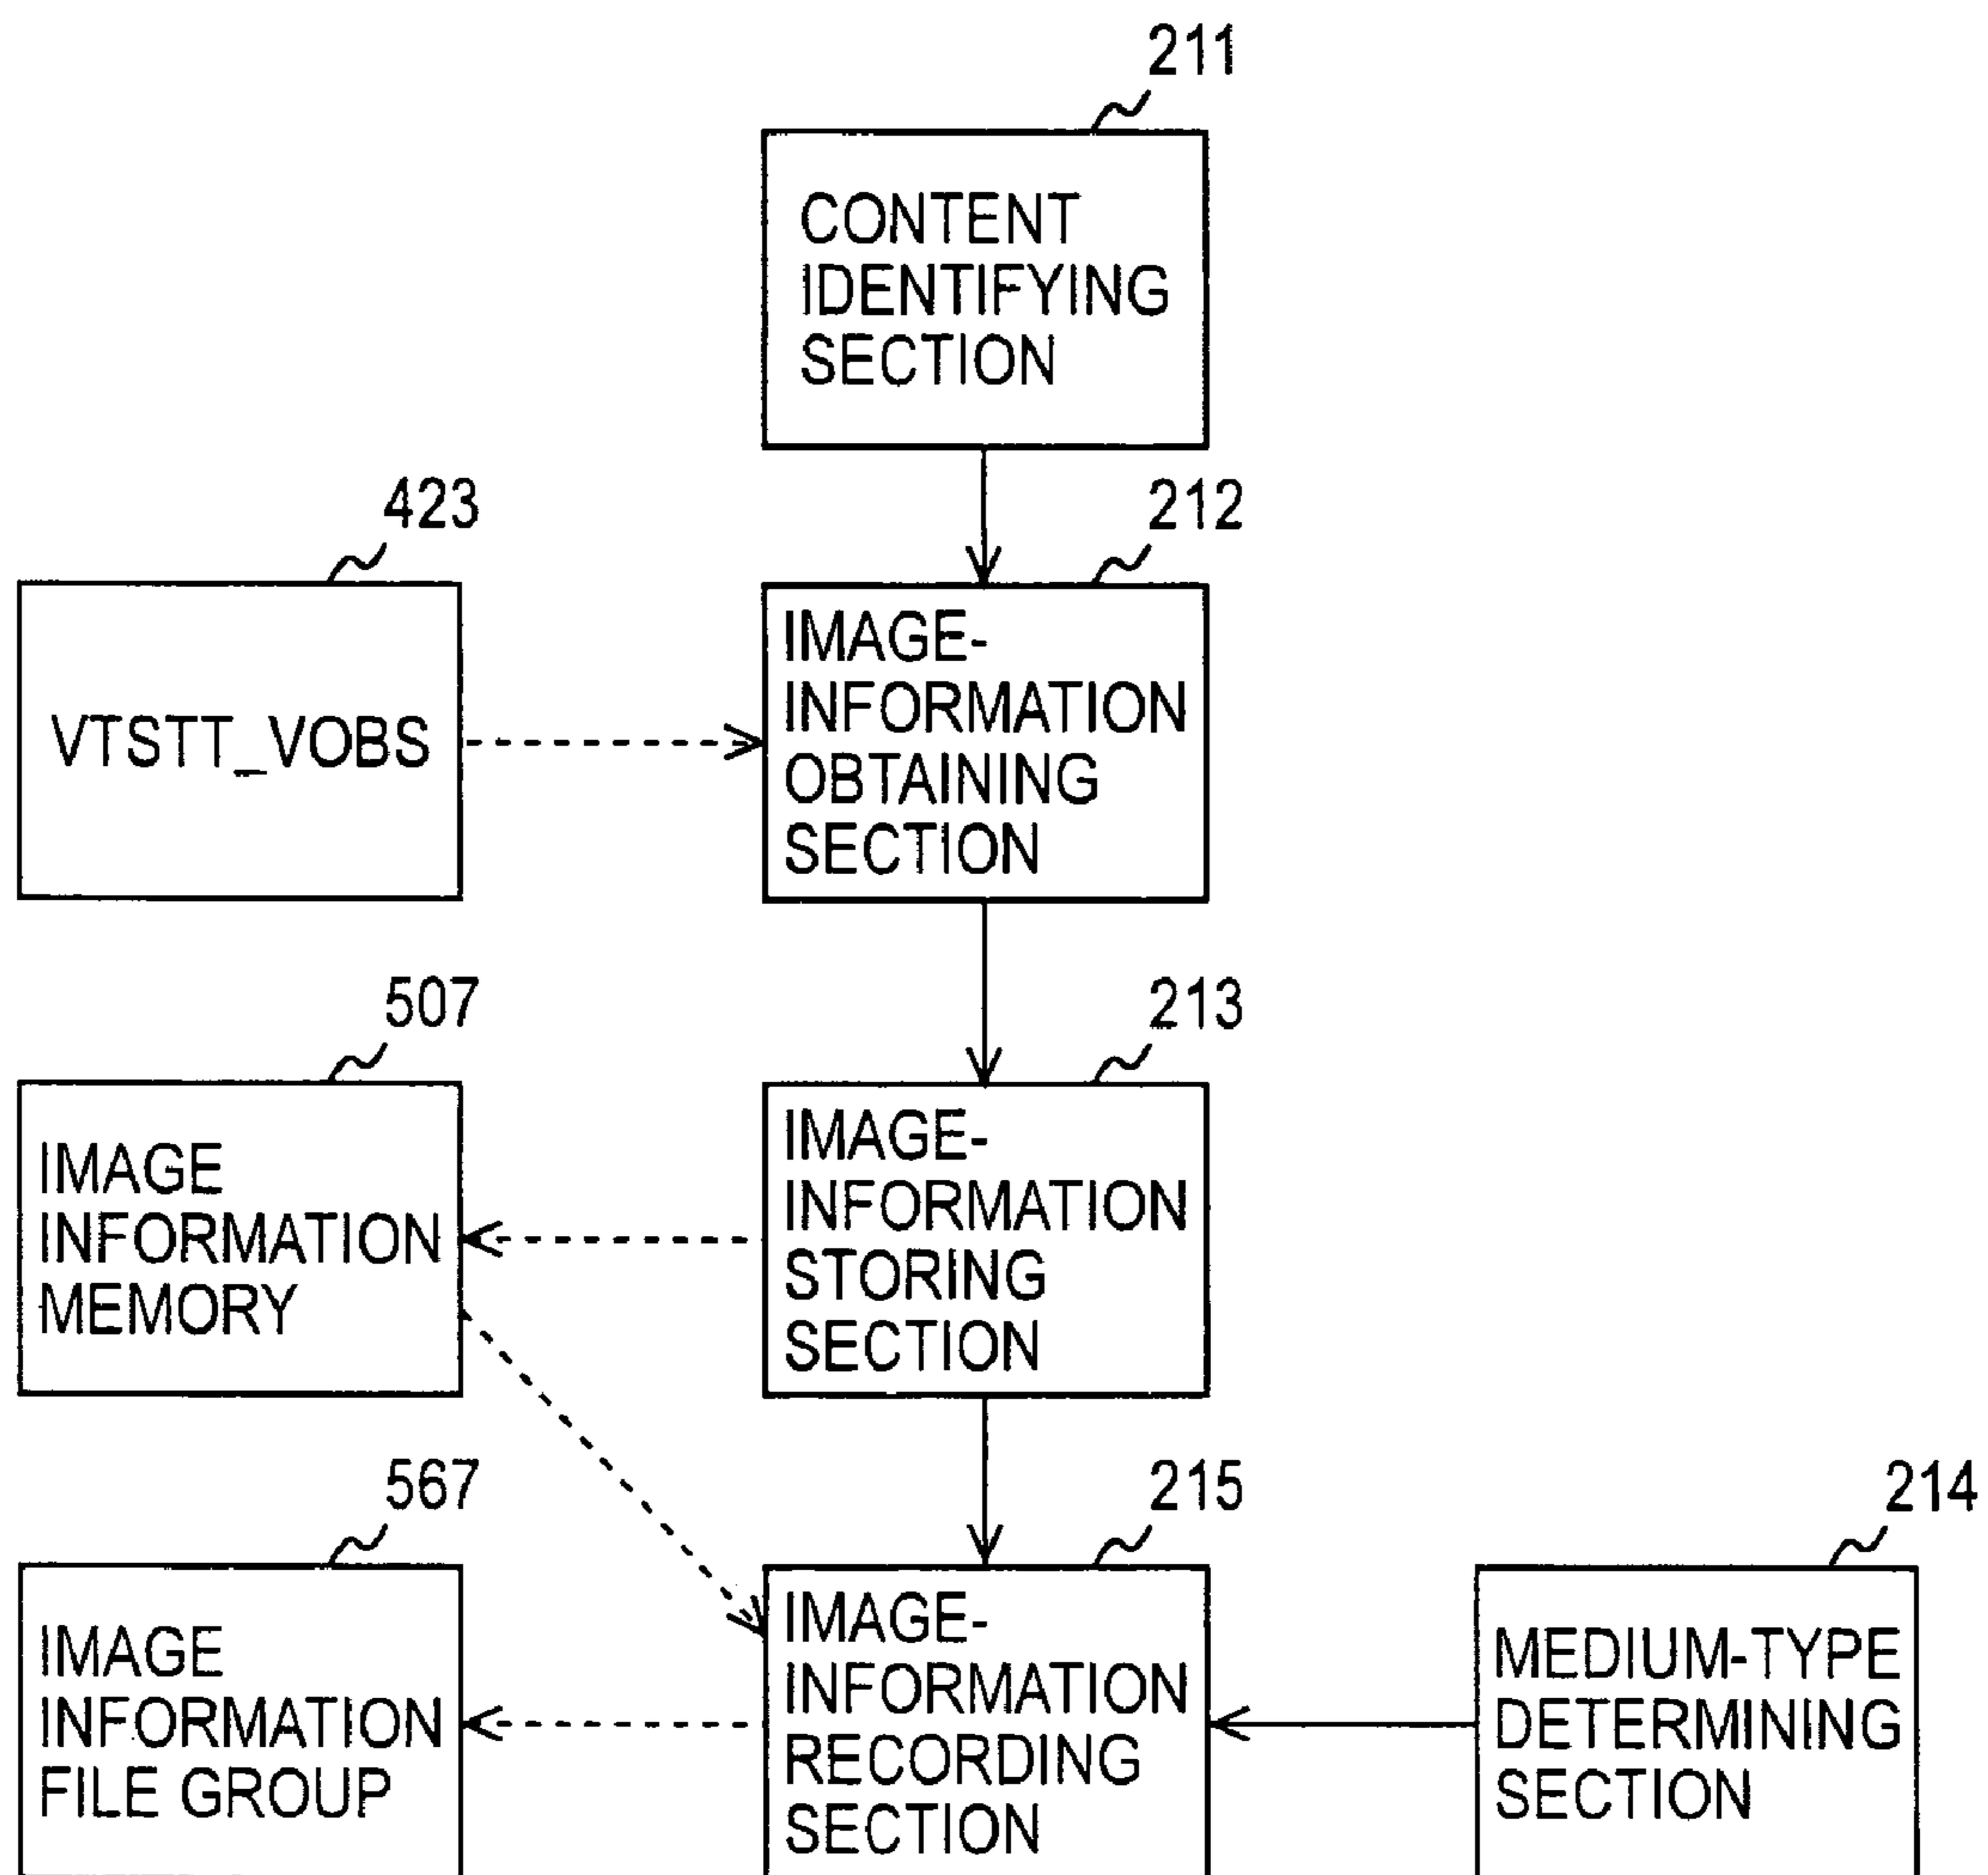 211
CONTENT
IDENTIFYING
SECTION
423
VTSTT_VOBS
212
IMAGE-
INFORMATION
OBTAINING
SECTION
507
IMAGE
INFORMATION
MEMORY
213
IMAGE-
INFORMATION
STORING
SECTION
567
IMAGE
INFORMATION
FILE GROUP
215
IMAGE-
INFORMATION
RECORDING
SECTION
214
MEDIUM-TYPE
DETERMINING
SECTION